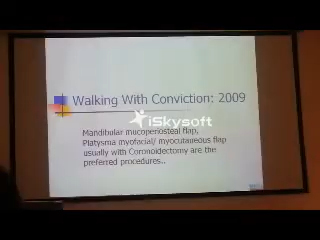 Walking With Conviction: 2009
iSkysoft
Mandibular mucoperiosteal flap,
Platysma myofacial/ myocutaneous flap
usually with Coronoidectomy are the
preferred procedures..